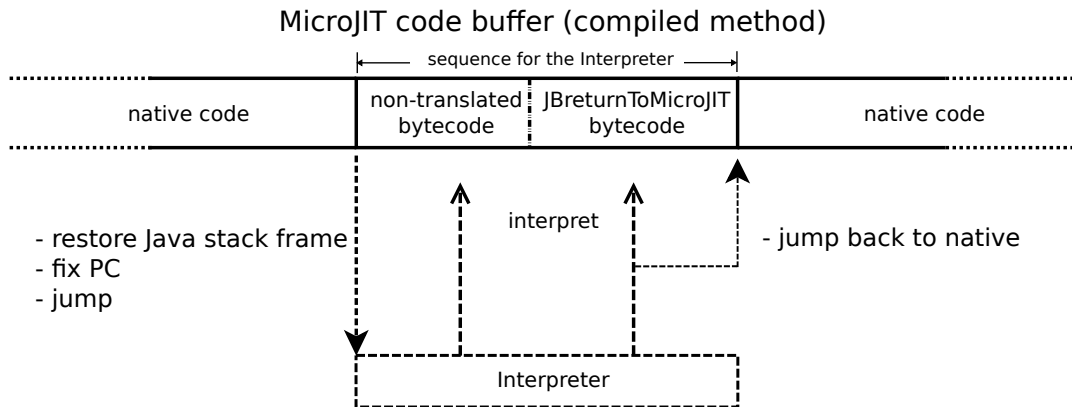 MicroJIT code buffer (compiled method)
sequence for the Interpreter
native code
non-translated
bytecode
JBreturnToMicroJIT
bytecode
native code
interpret
- restore Java stack frame
- fix PC
- jump
- jump back to native
Interpreter